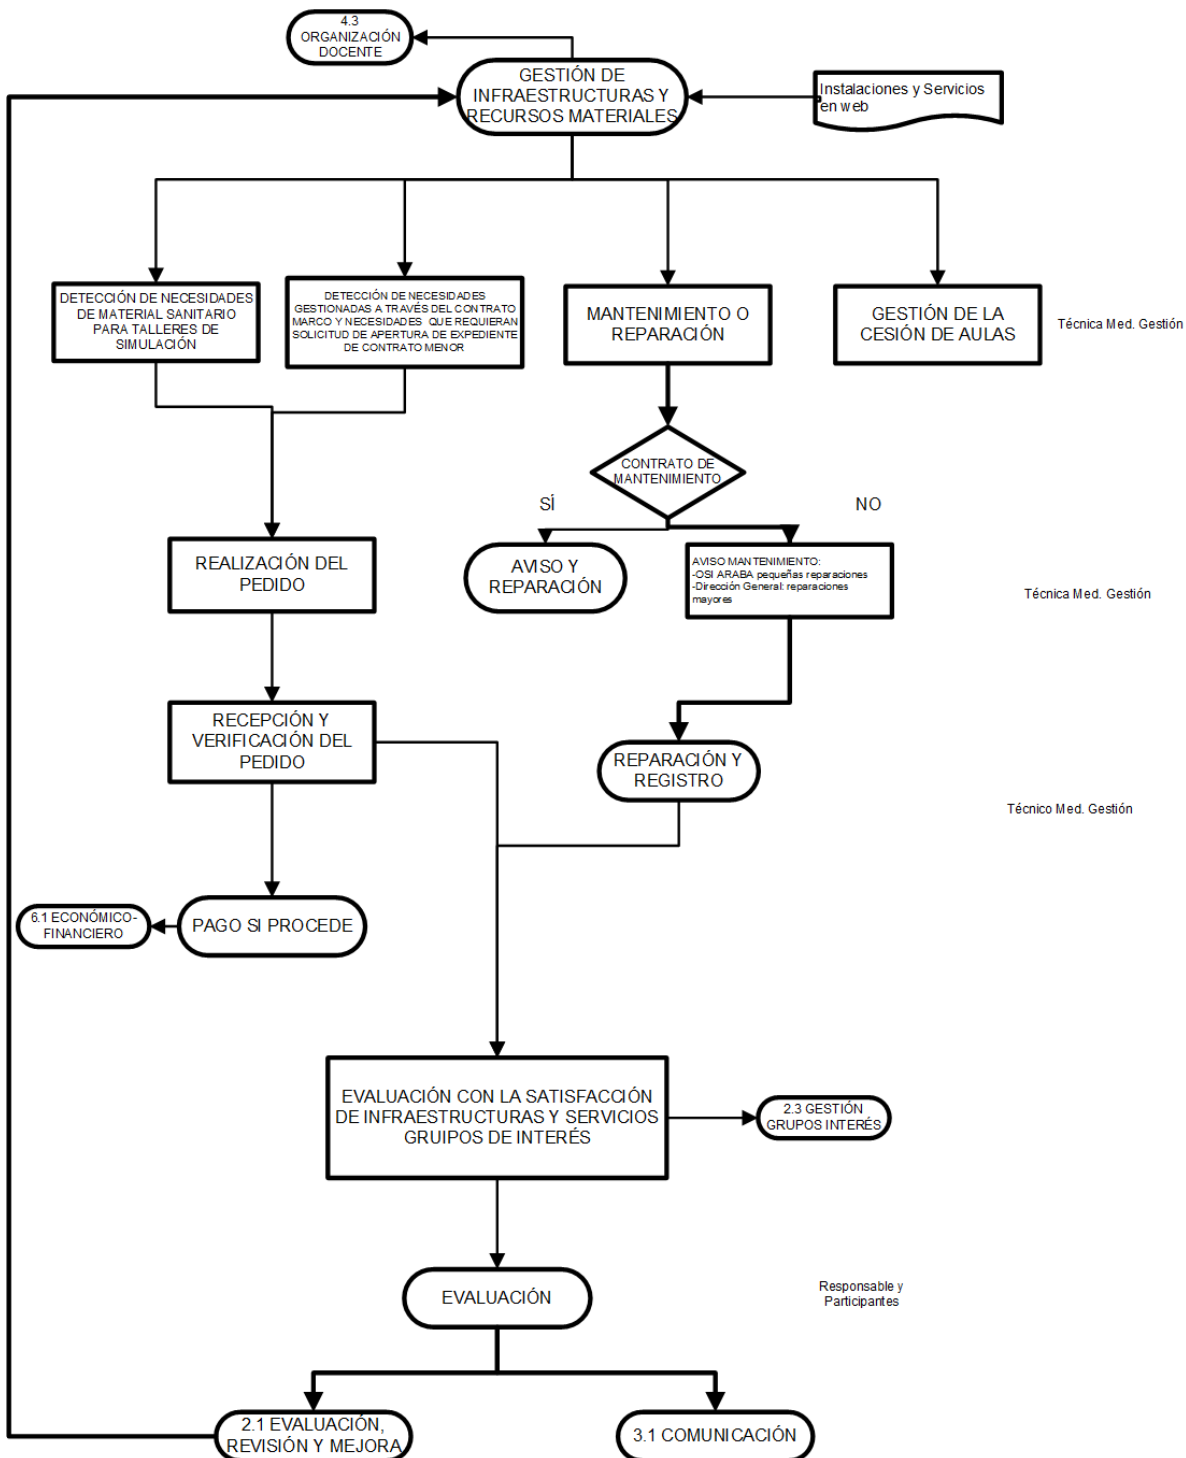 4.3
ORGANIZACIÓN
DOCENTE
GESTIÓN DE
INFRAESTRUCTURAS Y
RECURSOS MATERIALES
Instalaciones y Servicios
en web
DETECCIÓN DE NECESIDADES
DE MATERIAL SANITARIO
PARA TALLERES DE
SIMULACIÓN
DETECCIÓN DE NECESIDADES
GESTIONADAS A TRAVÉS DEL CONTRATO
MARCO Y NECESIDADES QUE REQUIERAN
SOLICITUD DE APERTURA DE EXPEDIENTE
DE CONTRATO MENOR
MANTENIMIENTO O
REPARACIÓN
GESTIÓN DE LA
CESIÓN DE AULAS
Técnica Med. Gestión
CONTRATO DE
MANTENIMIENTO
SÍ
NO
REALIZACIÓN DEL
PEDIDO
AVISO Y
REPARACIÓN
AVISO MANTENIMIENTO:
-OSI ARABA pequeñas reparaciones
-Dirección General: reparaciones
mayores
Técnica Med. Gestión
RECEPCIÓN Y
VERIFICACIÓN DEL
PEDIDO
REPARACIÓN Y
REGISTRO
Técnico Med. Gestión
6.1 ECONÓMICO-
FINANCIERO
PAGO SI PROCEDE
EVALUACIÓN CON LA SATISFACCIÓN
DE INFRAESTRUCTURAS Y SERVICIOS
GRUIPOS DE INTERÉS
2.3 GESTIÓN
GRUPOS INTERÉS
EVALUACIÓN
Responsable y
Participantes
2.1 EVALUACIÓN,
REVISIÓN Y MEJORA
3.1 COMUNICACIÓN